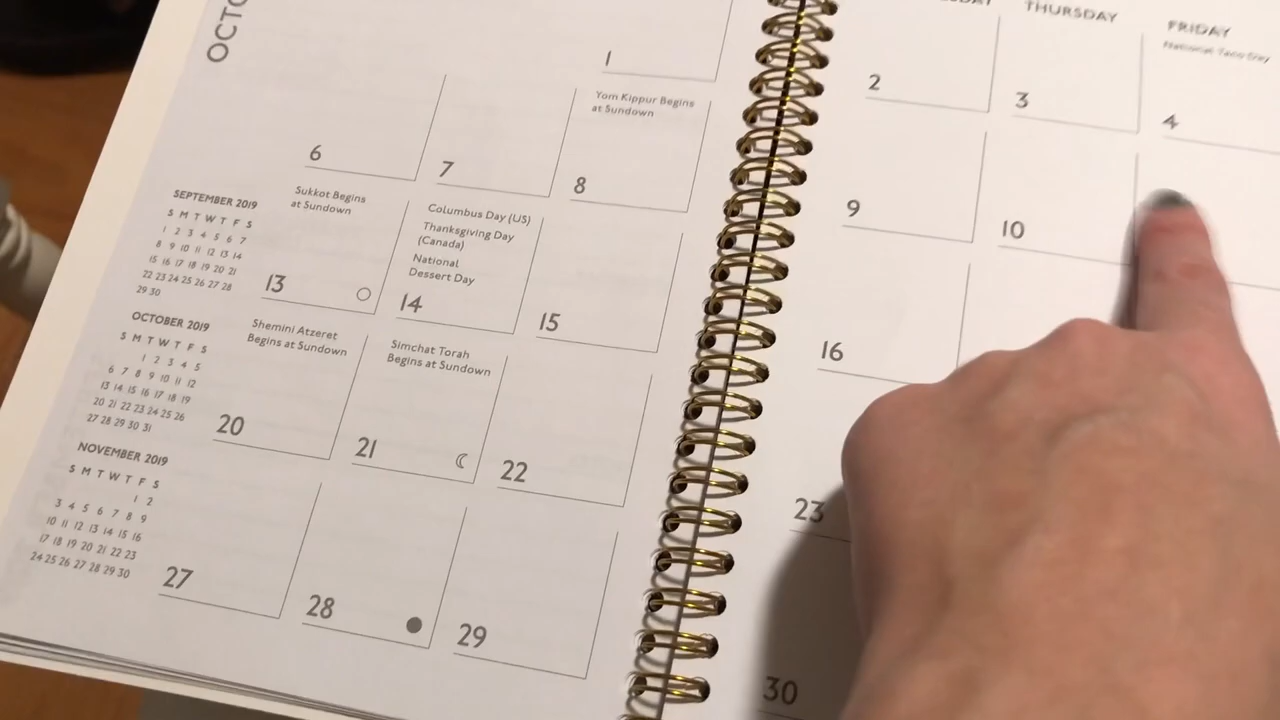 OCTO
1
6
7
Yom Kippur Begins
at Sundown
8
Sukkot Begins
at Sundown
13
Columbus Day (US)
Thanksgiving Day
(Canada)
National
Dessert Day
14
15
Shemini Atzeret
Begins at Sundown
20
Simchat Torah
Begins at Sundown
21
22
27
28
29
SEPTEMBER 2019
S M T W T F S
1 2 3 4 5 6 7
8 9 10 11 12 13 14
15 16 17 18 19 20 21
22 23 24 25 26 27 28
29 30
OCTOBER 2019
S M T W T F S
1 2 3 4 5
6 7 8 9 10 11 12
13 14 15 16 17 18 19
20 21 22 23 24 25 26
27 28 29 30 31
NOVEMBER 2019
S M T W T F S
1 2
3 4 5 6 7 8 9
10 11 12 13 14 15 16
17 18 19 20 21 22 23
24 25 26 27 28 29 30
THURSDAY
FRIDAY
2
3
National Taco Day
4
9
10
16
23
30